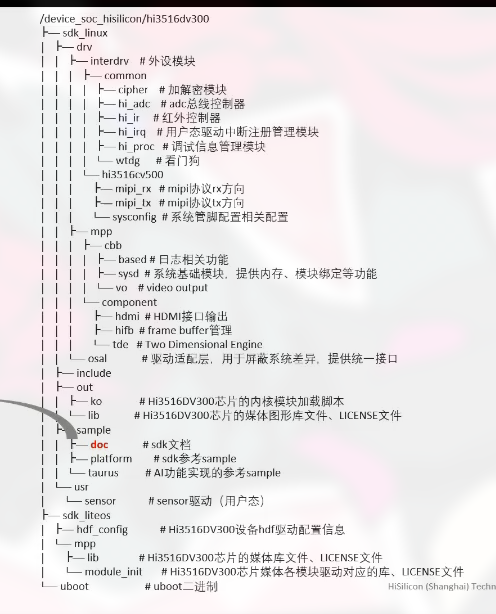 /device_soc_hisilicon/hi3516dv300
├── sdk_linux
│ ├── drv
│ │ ├── interdrv # 外设模块
│ │ │ ├── common
│ │ │ │ ├── cipher # 加解密模块
│ │ │ │ ├── hi_adc # adc总线控制器
│ │ │ │ ├── hi_ir # 红外控制器
│ │ │ │ ├── hi_irq # 用户态驱动中断注册管理模块
│ │ │ │ ├── hi_proc # 调试信息管理模块
│ │ │ │ └── wtdg # 看门狗
│ │ │ └──hi3516cv500
│ │ │ ├── mipi_rx # mipi协议rx方向
│ │ │ ├── mipi_tx # mipi协议tx方向
│ │ │ └── sysconfig # 系统管脚配置相关配置
│ │ ├── mpp
│ │ │ ├── cbb
│ │ │ │ ├── based # 日志相关功能
│ │ │ │ ├── sysd # 系统基础模块，提供内存、模块绑定等功能
│ │ │ │ └── vo # video output
│ │ │ └── component
│ │ │ ├── hdmi # HDMI接口输出
│ │ │ ├── hifb # frame buffer管理
│ │ │ └── tde # Two Dimensional Engine
│ │ └── osal # 驱动适配层，用于屏蔽系统差异，提供统一接口
│ ├── include
│ ├── out
│ │ ├── ko # Hi3516DV300芯片的内核模块加载脚本
│ │ └── lib # Hi3516DV300芯片的媒体图形库文件、LICENSE文件
│ ├── sample
│ │ ├── doc # sdk文档
│ │ ├── platform # sdk参考sample
│ │ └── taurus # AI功能实现的参考sample
│ └── usr
│ └── sensor # sensor驱动（用户态）
├── sdk_liteos
│ ├── hdf_config # Hi3516DV300设备hdf驱动配置信息
│ └── mpp
│ ├── lib # Hi3516DV300芯片的媒体库文件、LICENSE文件
│ └── module_init # Hi3516DV300芯片媒体各模块驱动对应的库、LICENSE文件
└── uboot # uboot二进制
HiSilicon (Shanghai) Techn